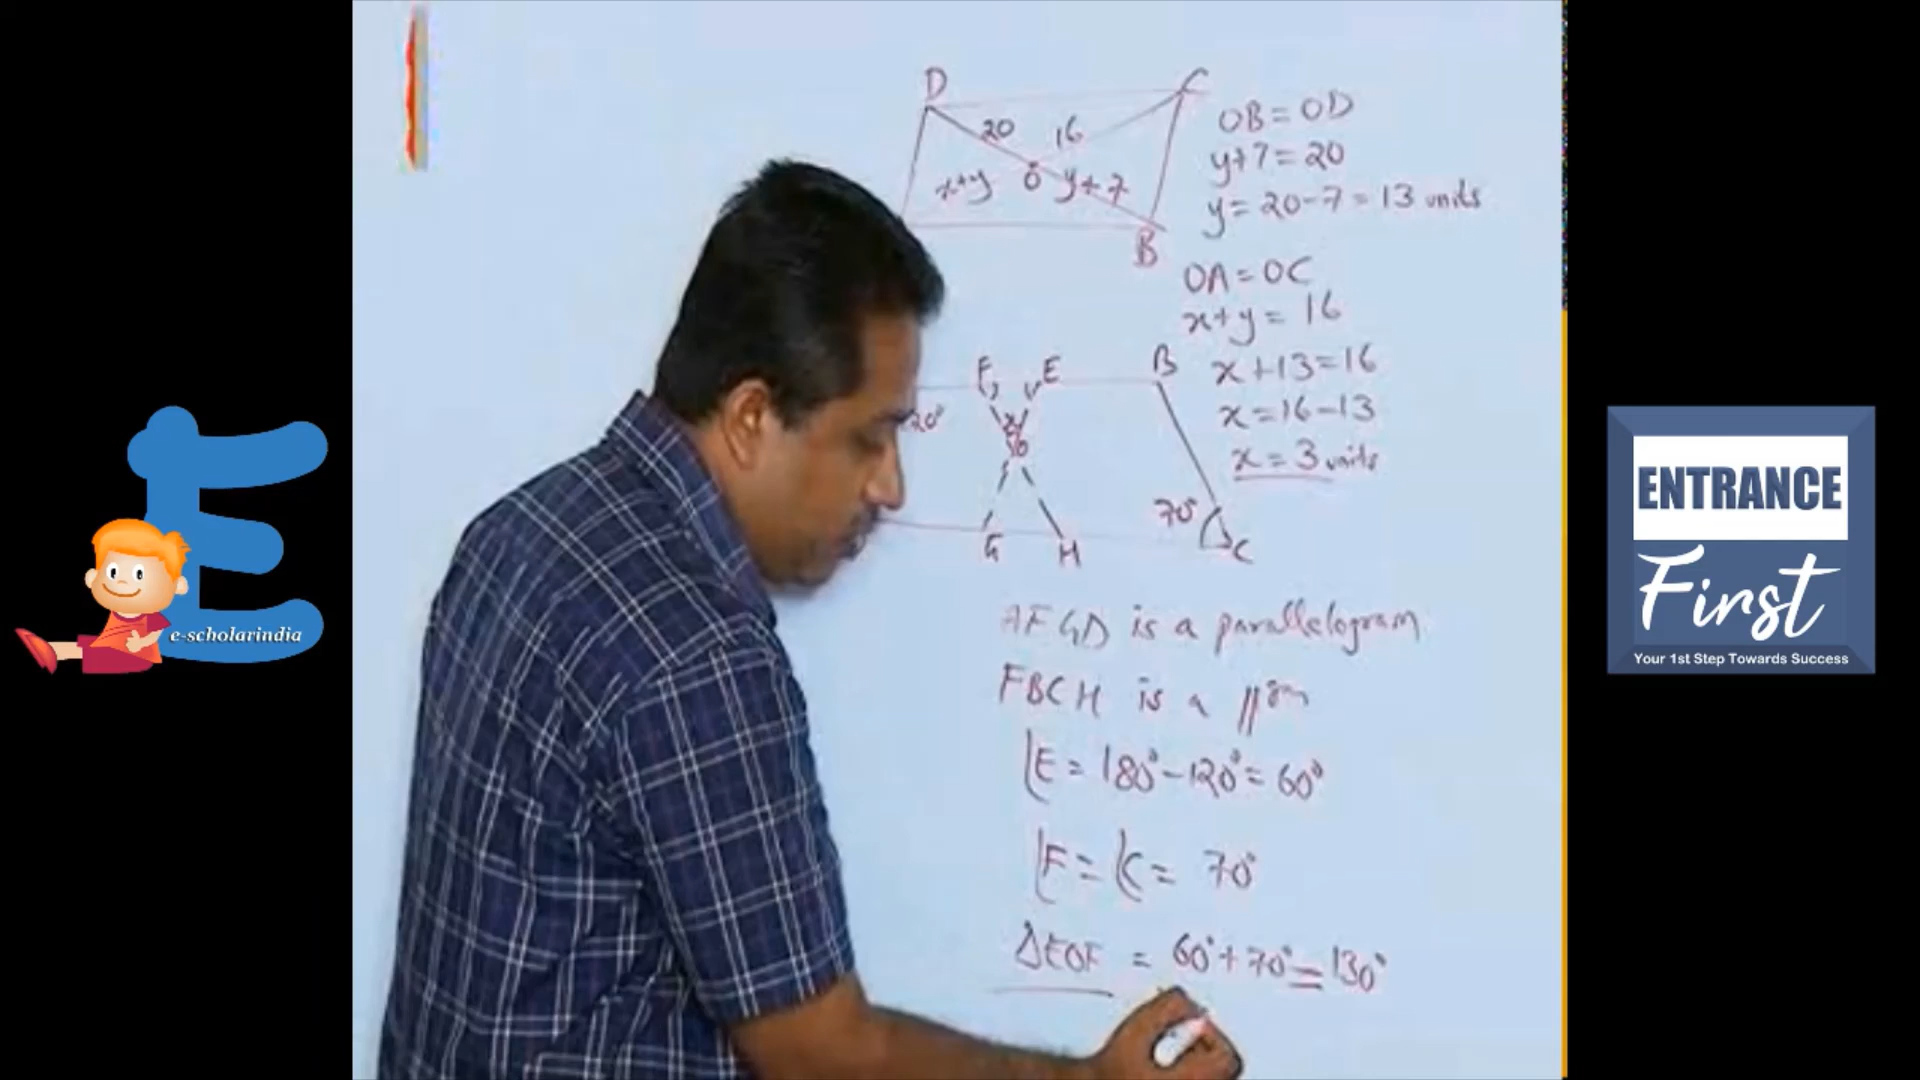 D
C
20
16
x+y
O
y+7
B
OB = OD
y+7 = 20
y = 20-7 = 13 units
OA = OC
x+y = 16
x+13=16
x=16-13
x = 3 units
F
E
B
20°
x
O
70°
G
H
C
AFGD is a parallelogram
FBCH is a ||gm
∠E = 180° - 120° = 60°
∠F = ∠C = 70°
ΔEOF = 60° + 70° = 130°
e-scholarindia
ENTRANCE
First
Your 1st Step Towards Success